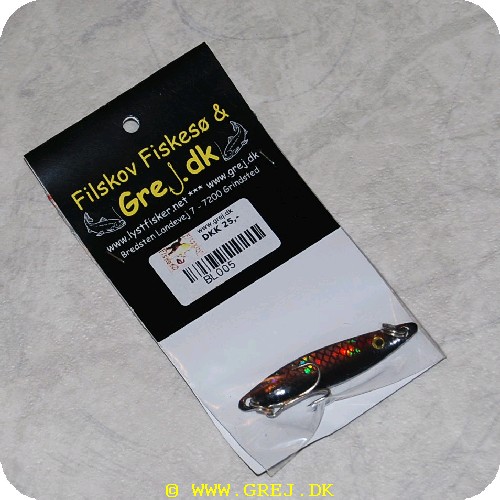 Filskov Fiskesø &
Grej.dk
www.lystfisker.net *** www.grej.dk
Bredsten Landevej 7 - 7200 Grindsted
www.grej.dk
DKK 25,-
BL005
© WWW.GREJ.DK